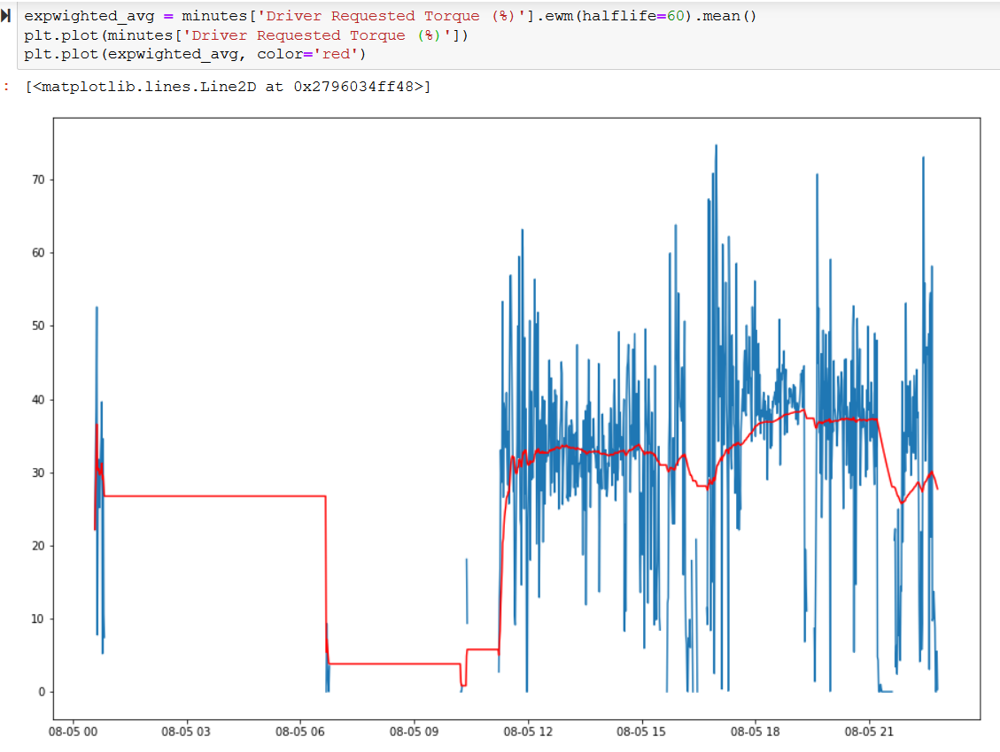 expwighted_avg = minutes['Driver Requested Torque (%)'].ewm(halflife=60).mean()
plt.plot(minutes['Driver Requested Torque (%)'])
plt.plot(expwighted_avg, color='red')
: [<matplotlib.lines.Line2D at 0x2796034ff48>]
70
60
50
40
30
20
10
0
08-05 00 08-05 03 08-05 06 08-05 09 08-05 12 08-05 15 08-05 18 08-05 21